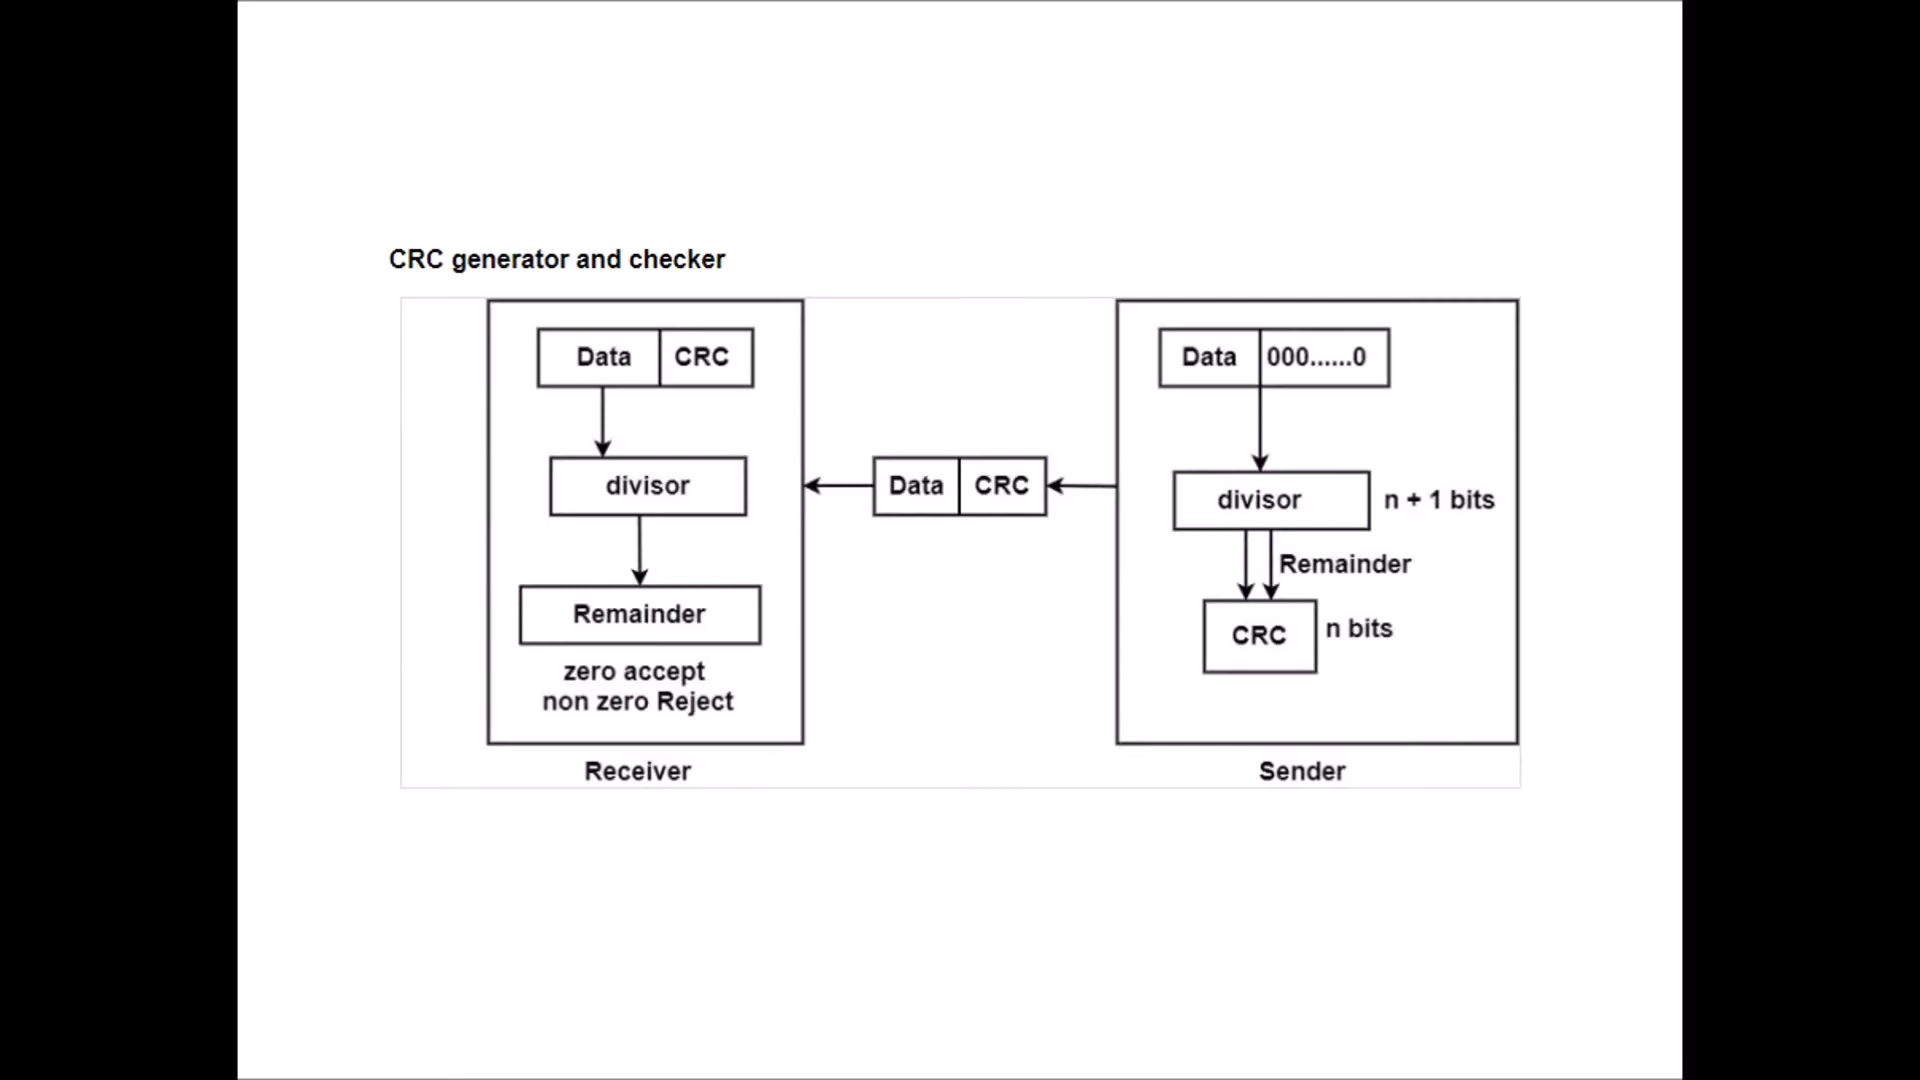 CRC generator and checker
Data CRC
divisor
Remainder
zero accept
non zero Reject
Receiver
Data CRC
Data 000......0
divisor n + 1 bits
Remainder
CRC n bits
Sender